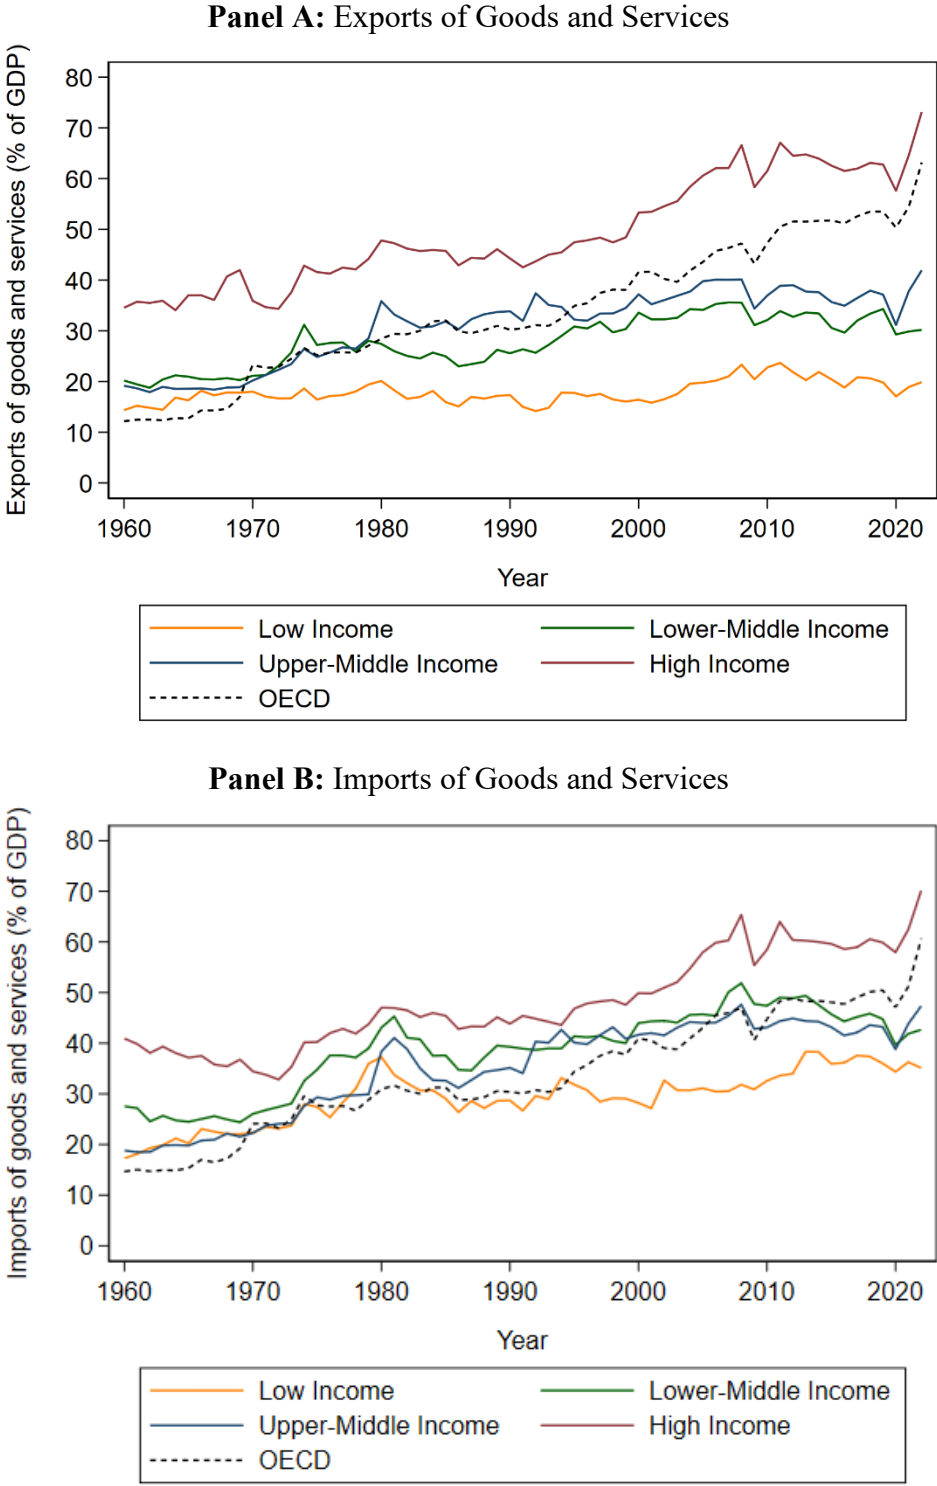 Panel A: Exports of Goods and Services
Exports of goods and services (% of GDP)
80
70
60
50
40
30
20
10
0
1960 1970 1980 1990 2000 2010 2020
Year
Low Income Lower-Middle Income
Upper-Middle Income High Income
OECD
Panel B: Imports of Goods and Services
Imports of goods and services (% of GDP)
80
70
60
50
40
30
20
10
0
1960 1970 1980 1990 2000 2010 2020
Year
Low Income Lower-Middle Income
Upper-Middle Income High Income
OECD